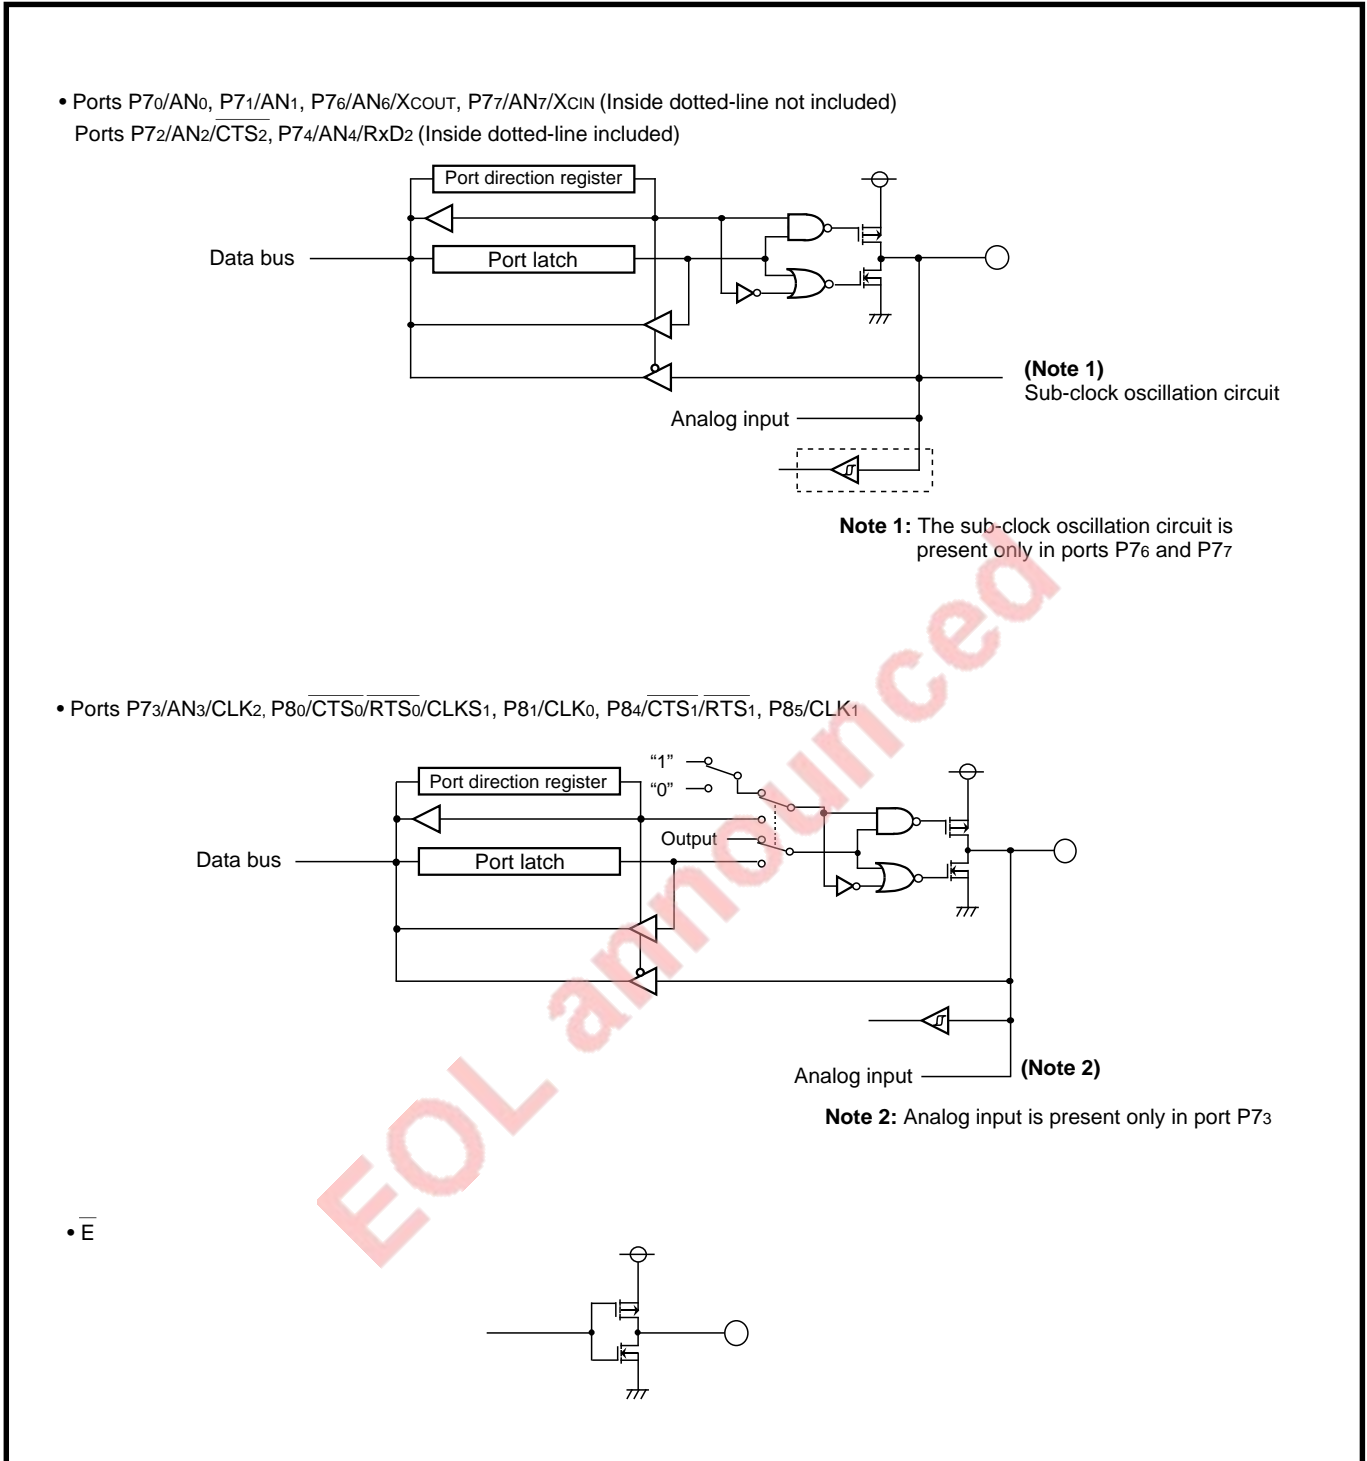 • Ports P70/AN0, P71/AN1, P76/AN6/XCOUT, P77/AN7/XCIN (Inside dotted-line not included)
Ports P72/AN2/CTS2, P74/AN4/RxD2 (Inside dotted-line included)
Port direction register
Data bus
Port latch
(Note 1)
Sub-clock oscillation circuit
Analog input
Note 1: The sub-clock oscillation circuit is
present only in ports P76 and P77
• Ports P73/AN3/CLK2, P80/CTS0/RTS0/CLKS1, P81/CLK0, P84/CTS1/RTS1, P85/CLK1
“1”
Port direction register
“0”
Output
Data bus
Port latch
Analog input
(Note 2)
Note 2: Analog input is present only in port P73
• E
EOL announced